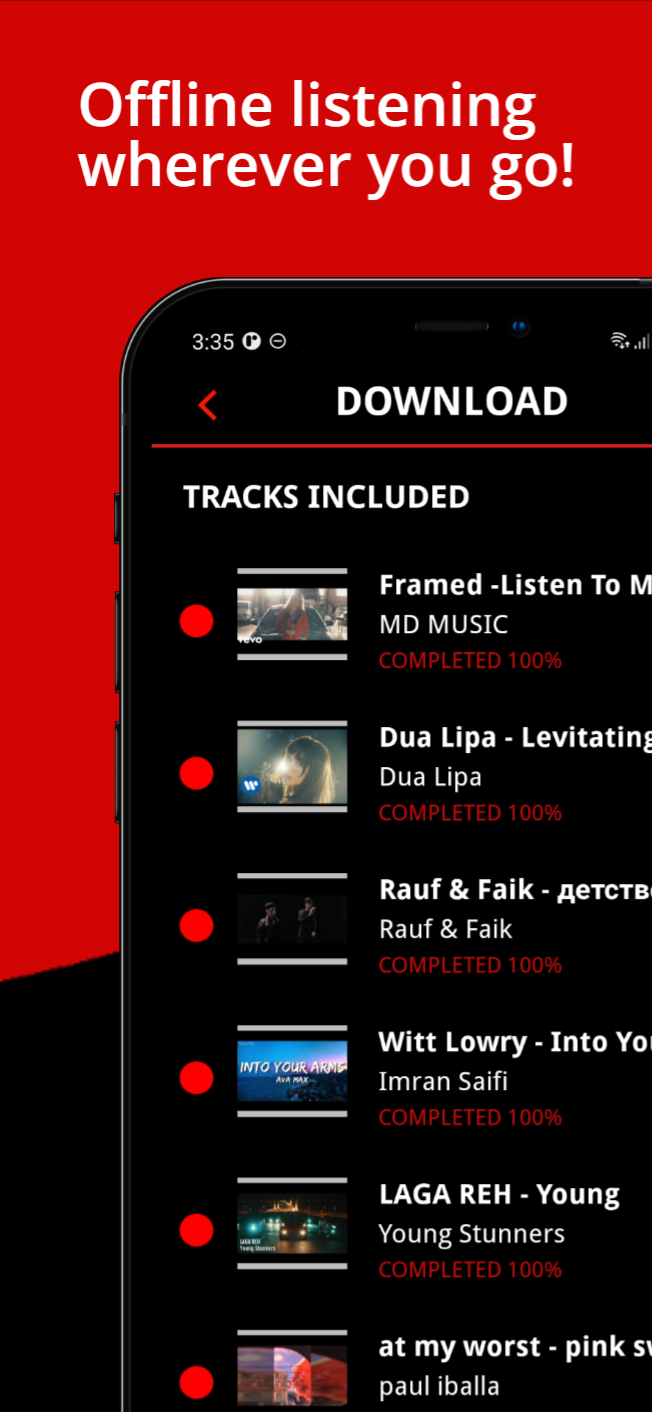 Offline listening
wherever you go!
3:35
DOWNLOAD
TRACKS INCLUDED
Framed -Listen To M
MD MUSIC
COMPLETED 100%
vevo
Dua Lipa - Levitating
Dua Lipa
COMPLETED 100%
Rauf & Faik - детств
Rauf & Faik
COMPLETED 100%
INTO YOUR ARMS
AVA MAX
Witt Lowry - Into You
Imran Saifi
COMPLETED 100%
LAGA REH
Young Stunners
LAGA REH - Young
Young Stunners
COMPLETED 100%
at my worst - pink sw
paul iballa